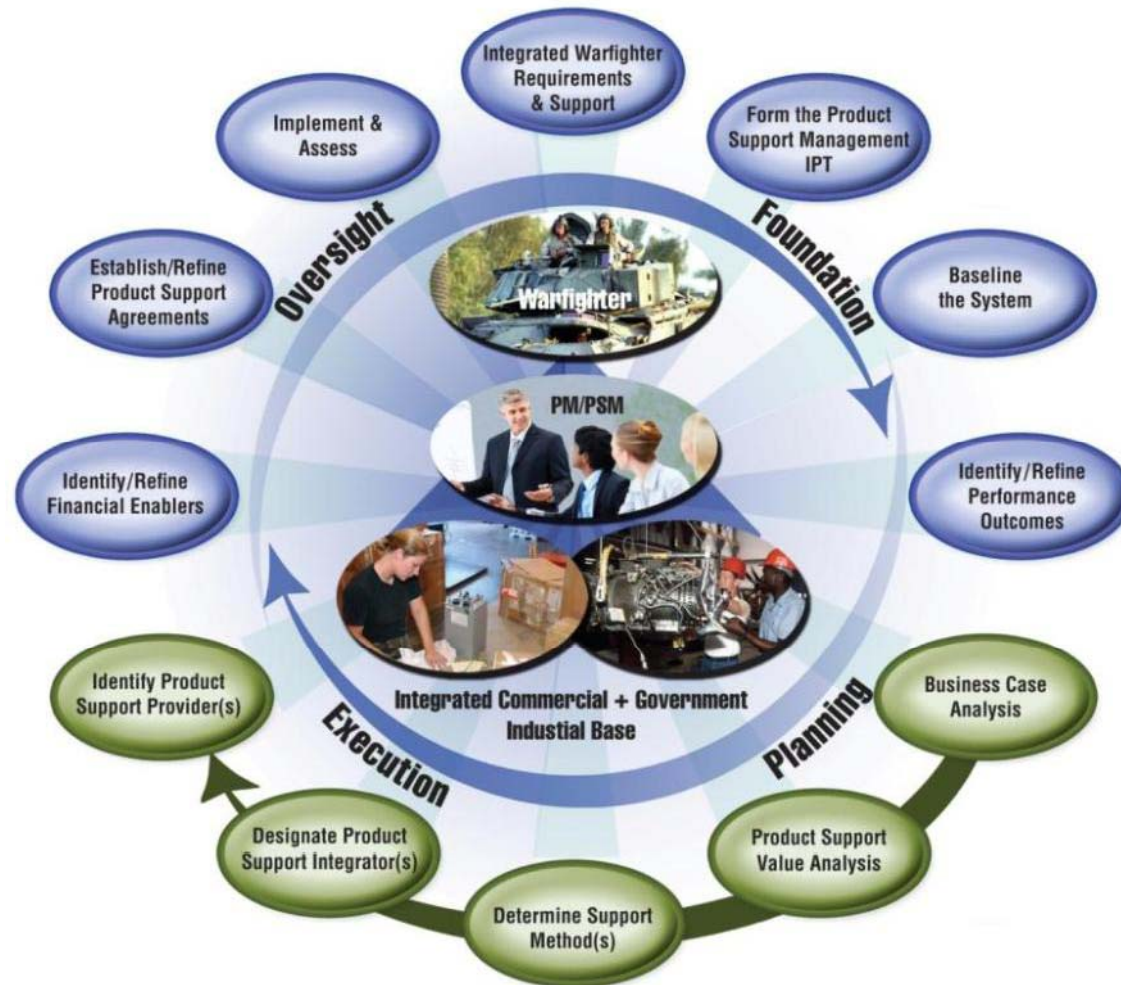 Integrated Warfighter
Requirements
& Support
Form the Product
Support Management
IPT
Baseline
the System
Identify/Refine
Performance
Outcomes
Business Case
Analysis
Product Support
Value Analysis
Determine Support
Method(s)
Designate Product
Support Integrator(s)
Identify Product
Support Provider(s)
Identify/Refine
Financial Enablers
Establish/Refine
Product Support
Agreements
Implement &
Assess
Oversight
Foundation
Planning
Execution
Warfighter
PM/PSM
Integrated Commercial + Government
Industial Base